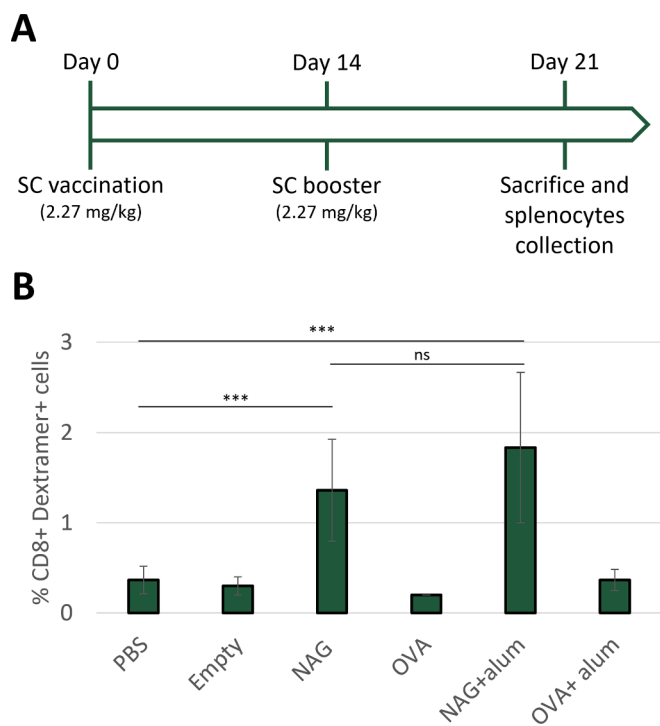 A
Day 0
Day 14
Day 21
SC vaccination
(2.27 mg/kg)
SC booster
(2.27 mg/kg)
Sacrifice and
splenocytes
collection
B
% CD8+ Dextramer+ cells
3
2
1
0
***
ns
***
PBS
Empty
NAG
OVA
NAG+alum
OVA+ alum